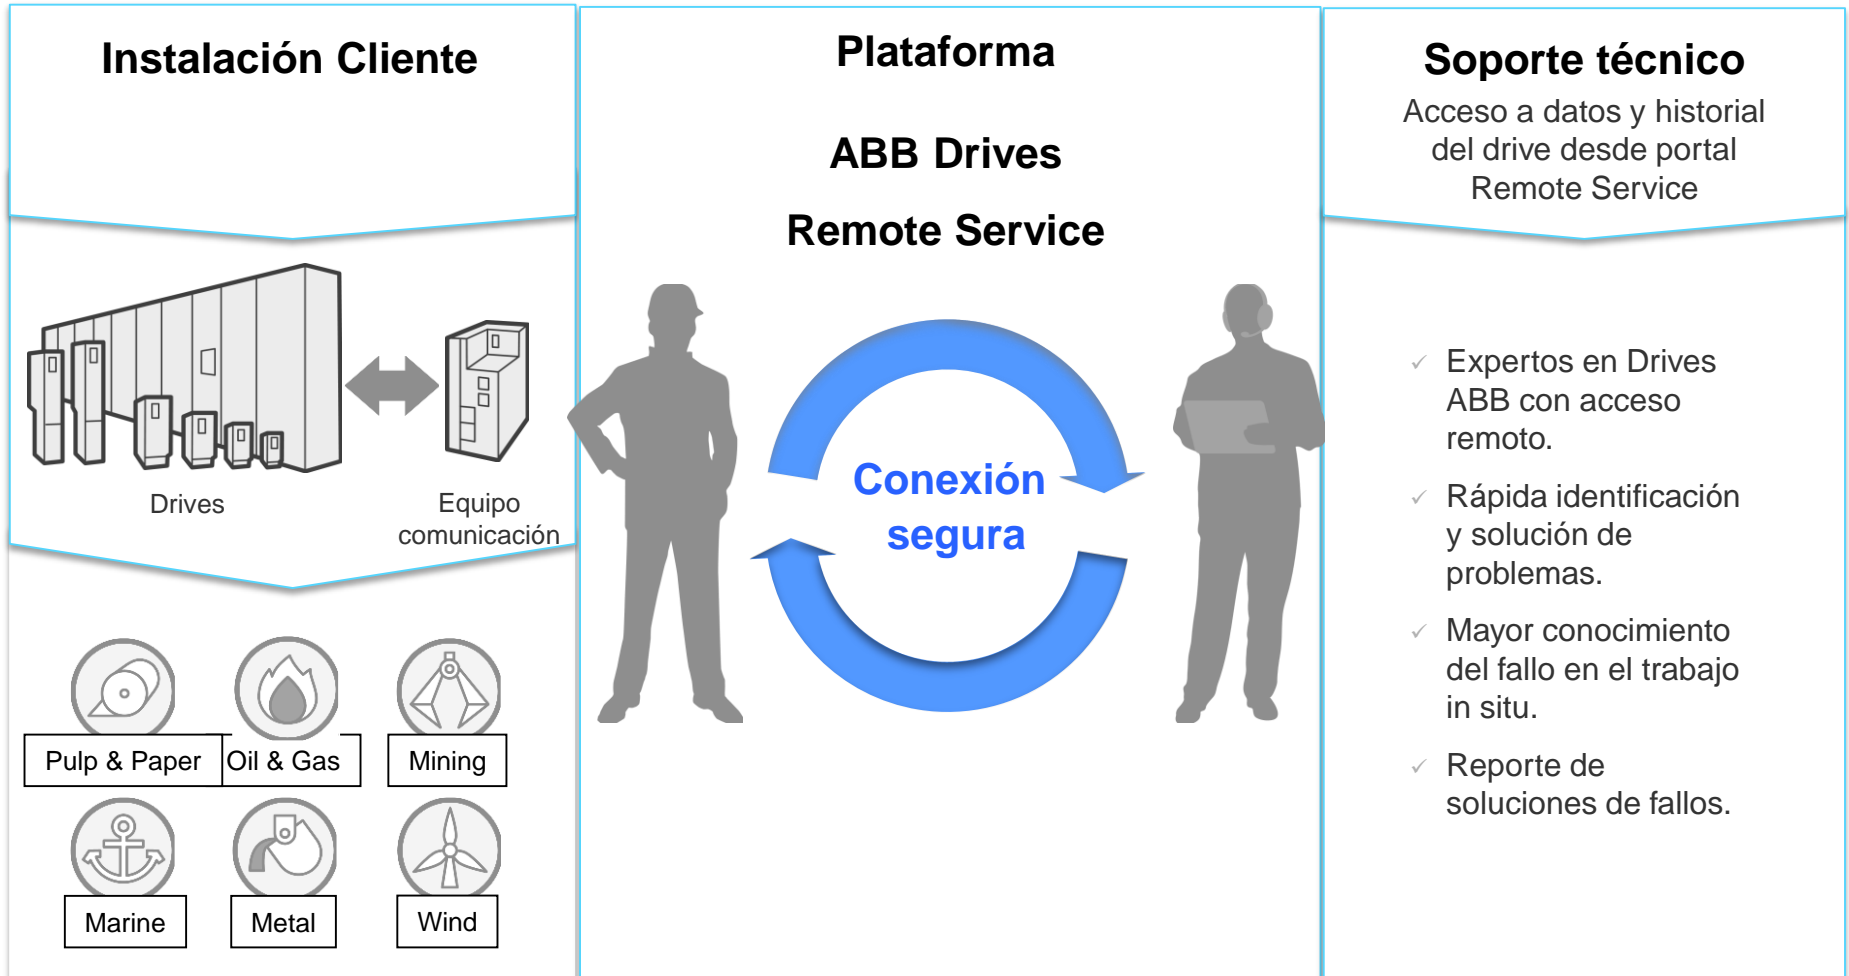 Instalación Cliente
Drives
Equipo
comunicación
Pulp & Paper
Oil & Gas
Mining
Marine
Metal
Wind
Plataforma
ABB Drives
Remote Service
Conexión
segura
Soporte técnico
Acceso a datos y historial
del drive desde portal
Remote Service
✓ Expertos en Drives
ABB con acceso
remoto.
✓ Rápida identificación
y solución de
problemas.
✓ Mayor conocimiento
del fallo en el trabajo
in situ.
✓ Reporte de
soluciones de fallos.